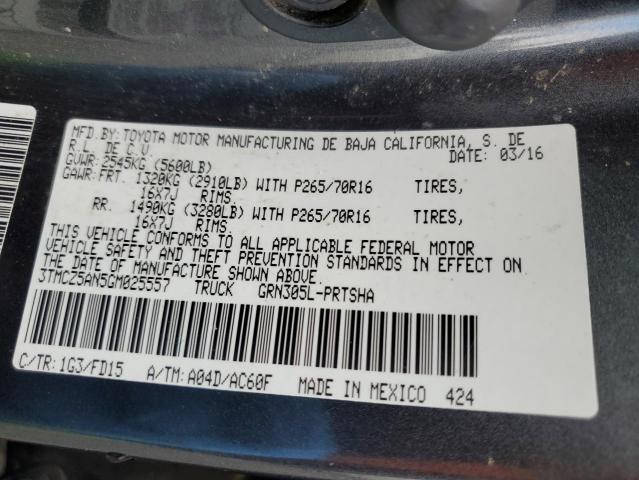 MFD. BY: TOYOTA MOTOR MANUFACTURING DE BAJA CALIFORNIA, S. DE
R.L. DE C.V. DATE: 03/16
GVWR: 2545KG (5600LB)
GAWR: FRT. 1320KG (2910LB) WITH P265/70R16 TIRES,
16X7J RIMS.
RR. 1490KG (3280LB) WITH P265/70R16 TIRES,
16X7J RIMS.
THIS VEHICLE CONFORMS TO ALL APPLICABLE FEDERAL MOTOR
VEHICLE SAFETY AND THEFT PREVENTION STANDARDS IN EFFECT ON
THE DATE OF MANUFACTURE SHOWN ABOVE.
3TMCZ5AN5GM025557 TRUCK GRN305L-PRTSHA
C/TR: 1G3/FD15 A/TM: A04D/AC60F MADE IN MEXICO 424